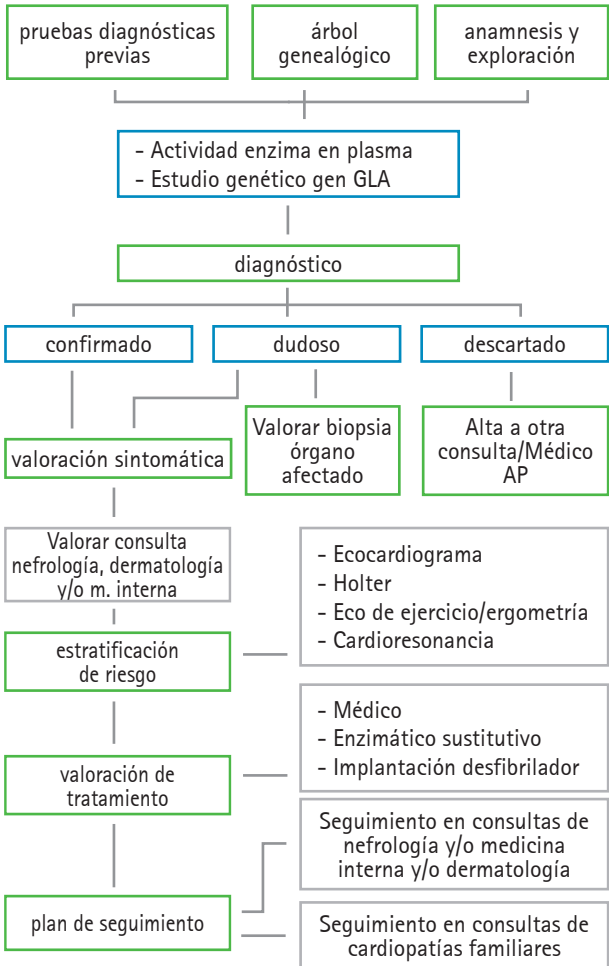 pruebas diagnósticas
previas
árbol
genealógico
anamnesis y
exploración
- Actividad enzima en plasma
- Estudio genético gen GLA
diagnóstico
confirmado
dudoso
descartado
valoración sintomática
Valorar biopsia
órgano
afectado
Alta a otra
consulta/Médico
AP
Valorar consulta
nefrología, dermatología
y/o m. interna
- Ecocardiograma
- Holter
- Eco de ejercicio/ergometría
- Cardioresonancia
estratificación
de riesgo
- Médico
- Enzimático sustitutivo
- Implantación desfibrilador
valoración de
tratamiento
Seguimiento en consultas de
nefrología y/o medicina
interna y/o dermatología
plan de seguimiento
Seguimiento en consultas de
cardiopatías familiares